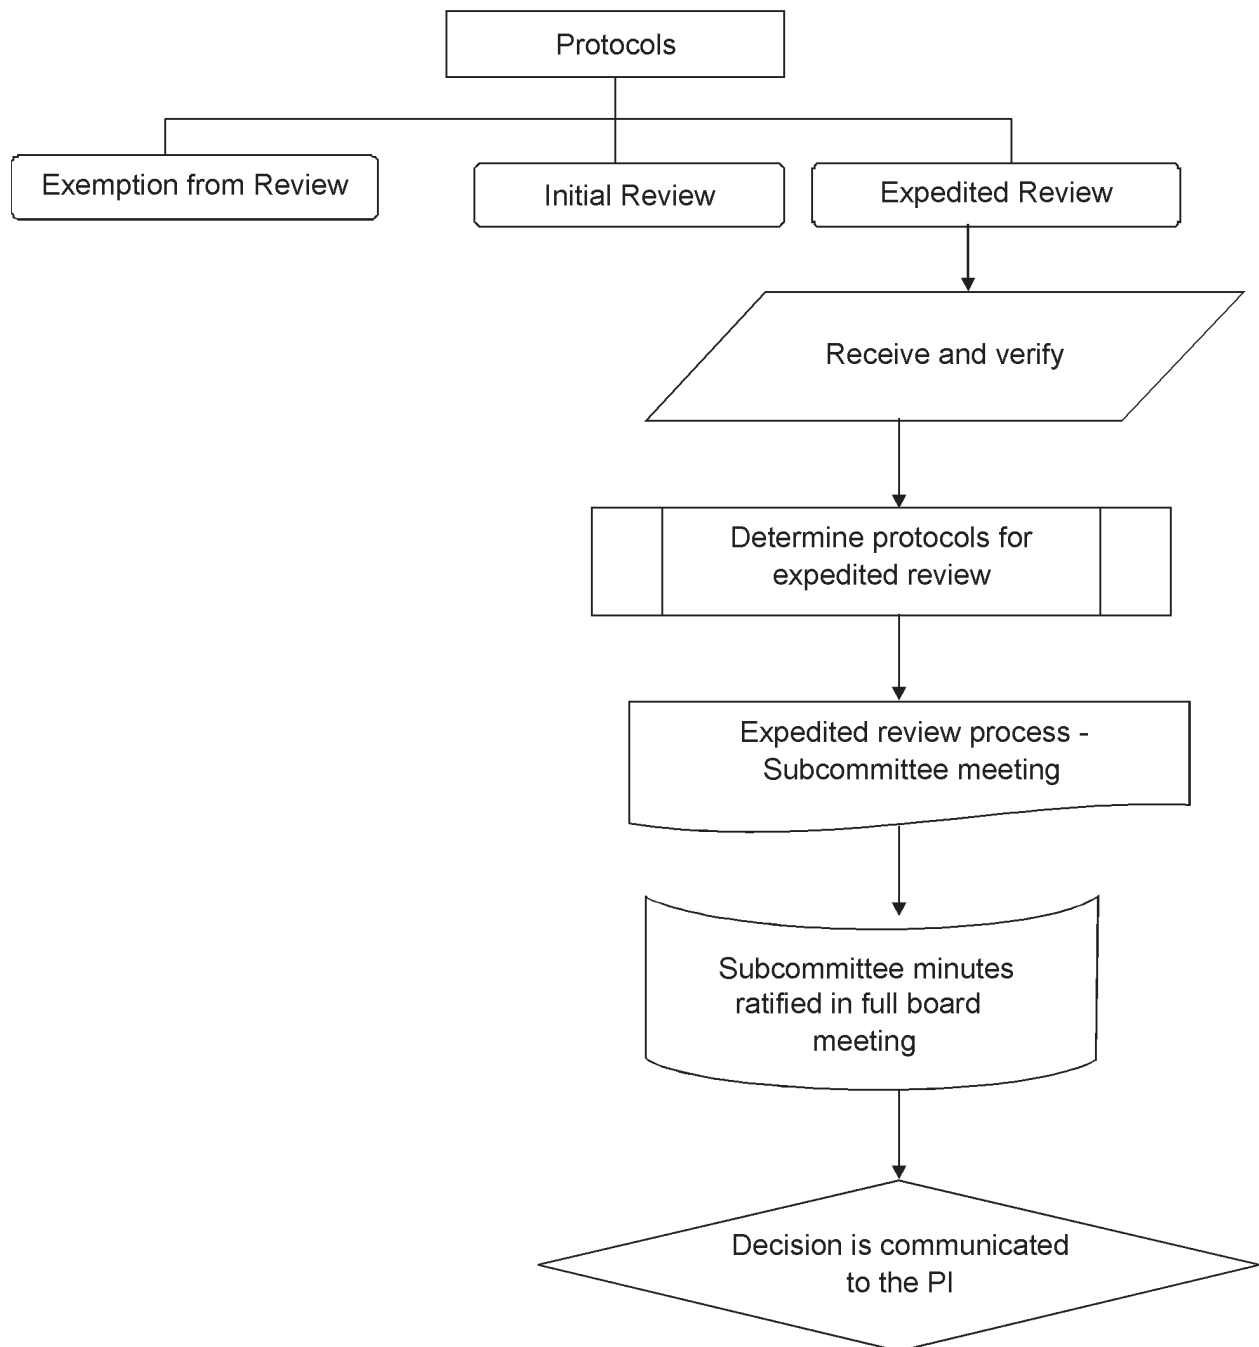 Protocols
Exemption from Review
Initial Review
Expedited Review
Receive and verify
Determine protocols for
expedited review
Expedited review process -
Subcommittee meeting
Subcommittee minutes
ratified in full board
meeting
Decision is communicated
to the PI